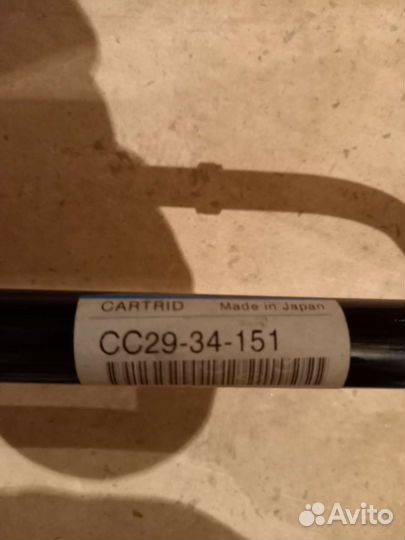 CARTRID Made in Japan
CC29-34-151
Avito